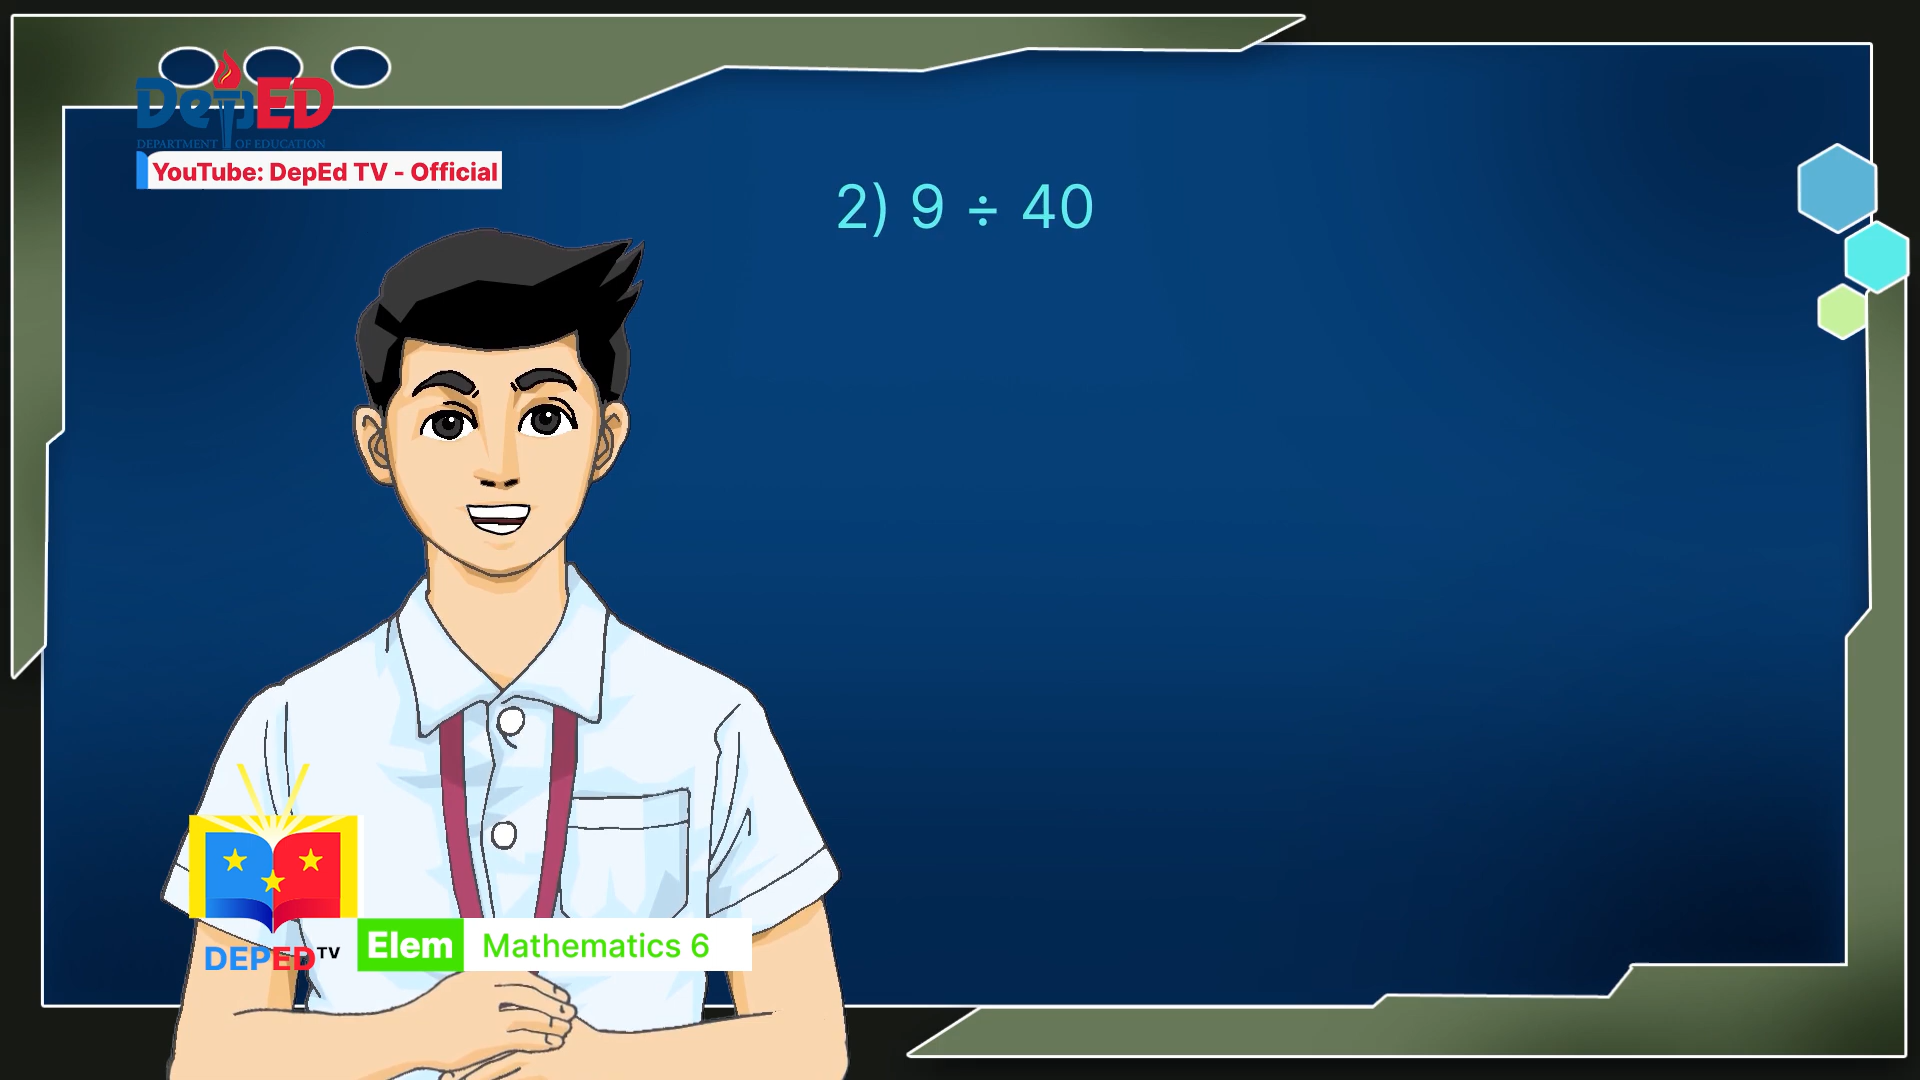 DepED
DEPARTMENT OF EDUCATION
YouTube: DepEd TV - Official
2) 9 ÷ 40
DEPED TV
Elem Mathematics 6